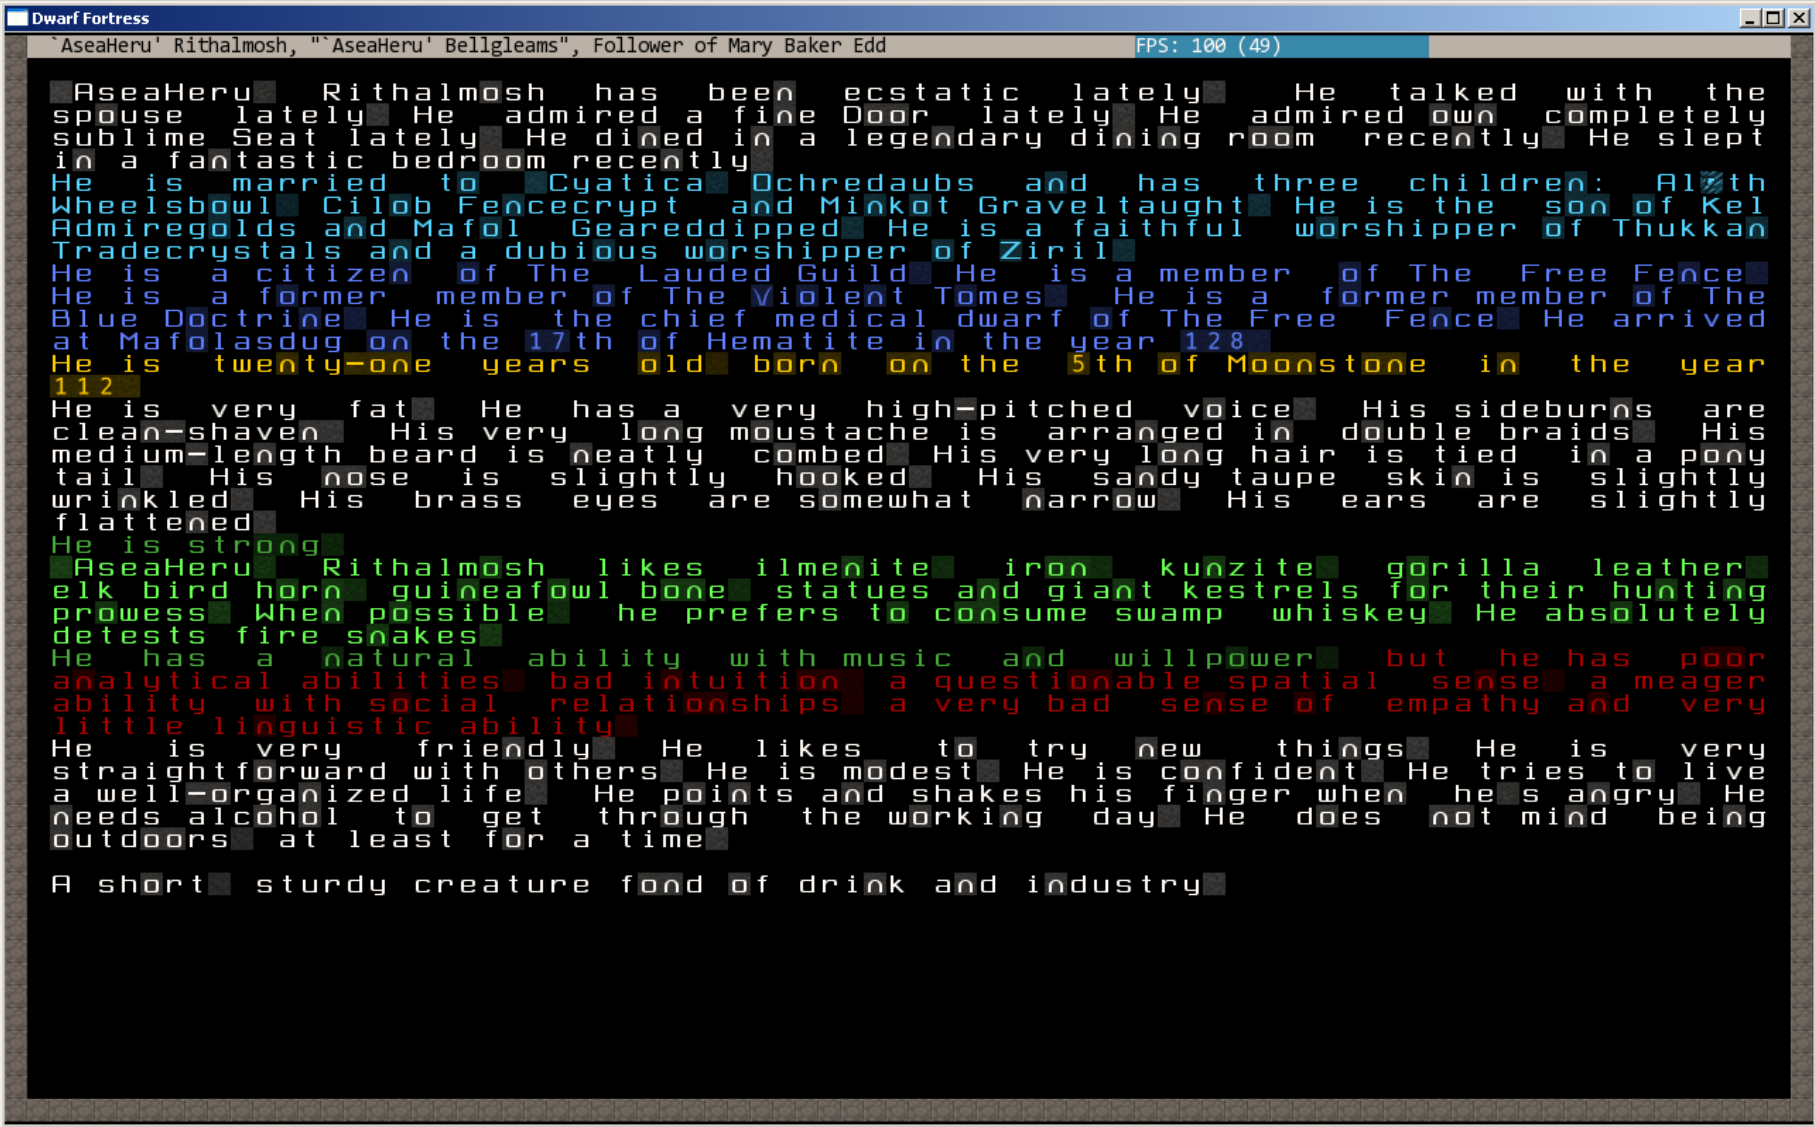 Dwarf Fortress
`AseaHeru' Rithalmosh, "`AseaHeru' Bellgleams", Follower of Mary Baker Edd FPS: 100 (49)
AseaHeru Rithalmosh has been ecstatic lately He talked with the
spouse lately He admired a fine Door lately He admired own completely
sublime Seat lately He dined in a legendary dining room recently He slept
in a fantastic bedroom recently
He is married to Cyatica Ochredaubs and has three children:
Wheelsbowl Cilob Fencecrypt and Minkot Graveltaught He is the son of Kel
Admiregolds and Mafol Geareddipped He is a faithful worshipper of Thukkan
Tradecrystals and a dubious worshipper of Ziril
He is a citizen of The Lauded Guild He is a member of The Free Fence
He is a former member of The Violent Tomes He is a former member of The
Blue Doctrine He is the chief medical dwarf of The Free Fence He arrived
at Mafolasdug on the 17th of Hematite in the year 128
He is twenty-one years old born on the 5th of Moonstone in the year
112
He is very fat He has a very high-pitched voice His sideburns are
clean-shaven His very long moustache is arranged in double braids His
medium-length beard is neatly combed His very long hair is tied in a pony
tail His nose is slightly hooked His sandy taupe skin is slightly
wrinkled His brass eyes are somewhat narrow His ears are slightly
flattened
He is strong
AseaHeru Rithalmosh likes ilmenite iron kunzite gorilla leather
elk bird horn guineafowl bone statues and giant kestrels for their hunting
prowess When possible he prefers to consume swamp whiskey He absolutely
detests fire snakes
He has a natural ability with music and willpower but he has poor
analytical abilities bad intuition a questionable spatial sense a meager
ability with social relationships a very bad sense of empathy and very
little linguistic ability
He is very friendly He likes to try new things He is very
straightforward with others He is modest He is confident He tries to live
a well-organized life He points and shakes his finger when he s angry He
needs alcohol to get through the working day He does not mind being
outdoors at least for a time
A short sturdy creature fond of drink and industry